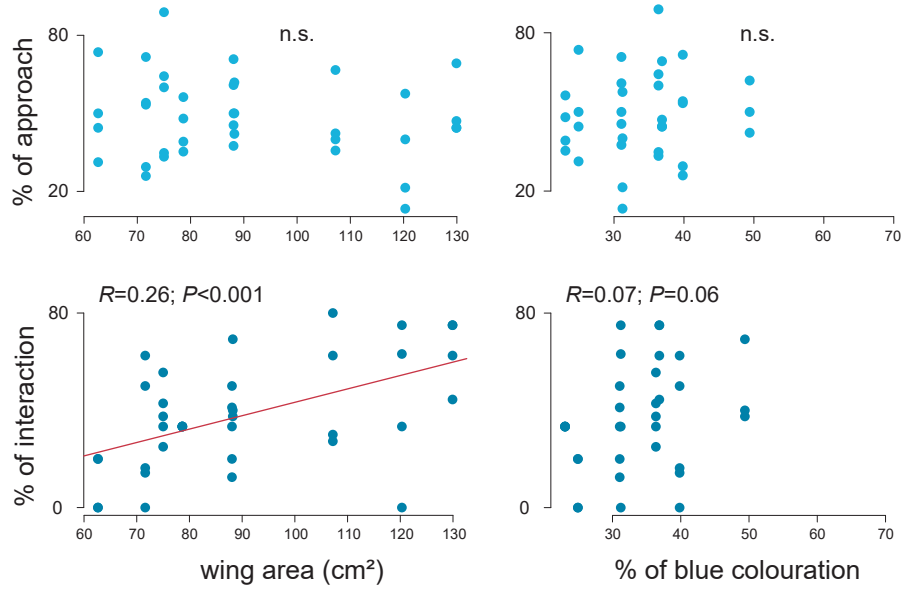 % of approach
80
n.s.
20
60 70 80 90 100 110 120 130
80
n.s.
20
30 40 50 60 70
% of interaction
R=0.26; P<0.001
80
0
60 70 80 90 100 110 120 130
wing area (cm²)
R=0.07; P=0.06
80
0
30 40 50 60 70
% of blue colouration